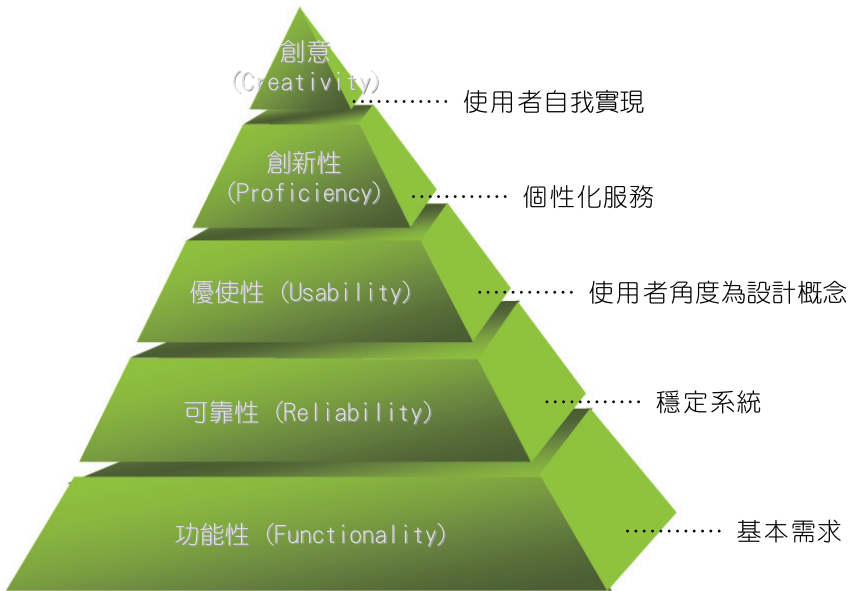 創意
(Creativity)
使用者自我實現
創新性
(Proficiency)
個性化服務
優使性 (Usability)
使用者角度為設計概念
可靠性 (Reliability)
穩定系統
功能性 (Functionality)
基本需求